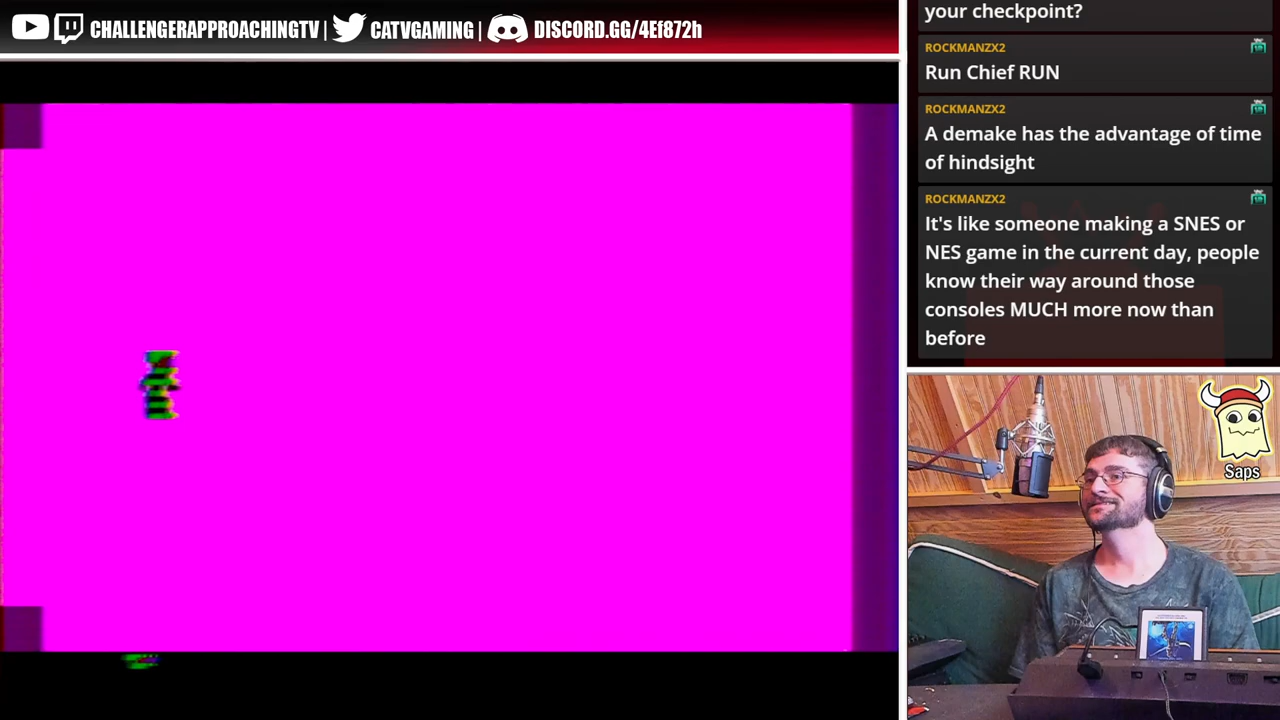 CHALLENGERAPPROACHINGTV | CATVGAMING | DISCORD.GG/4Ef872h
your checkpoint?
ROCKMANZX2
Run Chief RUN
ROCKMANZX2
A demake has the advantage of time
of hindsight
ROCKMANZX2
It's like someone making a SNES or
NES game in the current day, people
know their way around those
consoles MUCH more now than
before
Saps